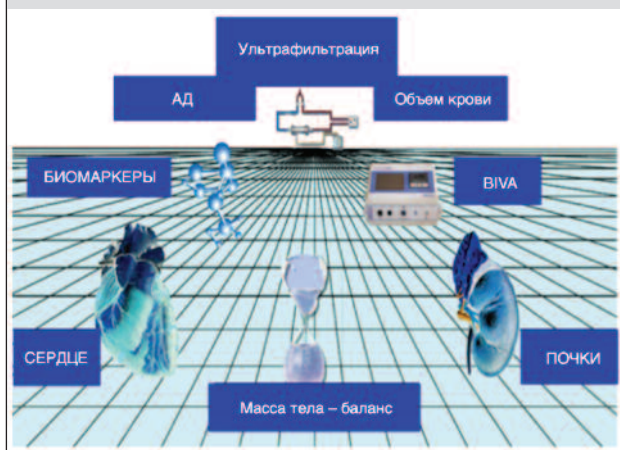 Ультрафильтрация
АД
Объем крови
БИОМАРКЕРЫ
BIVA
СЕРДЦЕ
ПОЧКИ
Масса тела – баланс